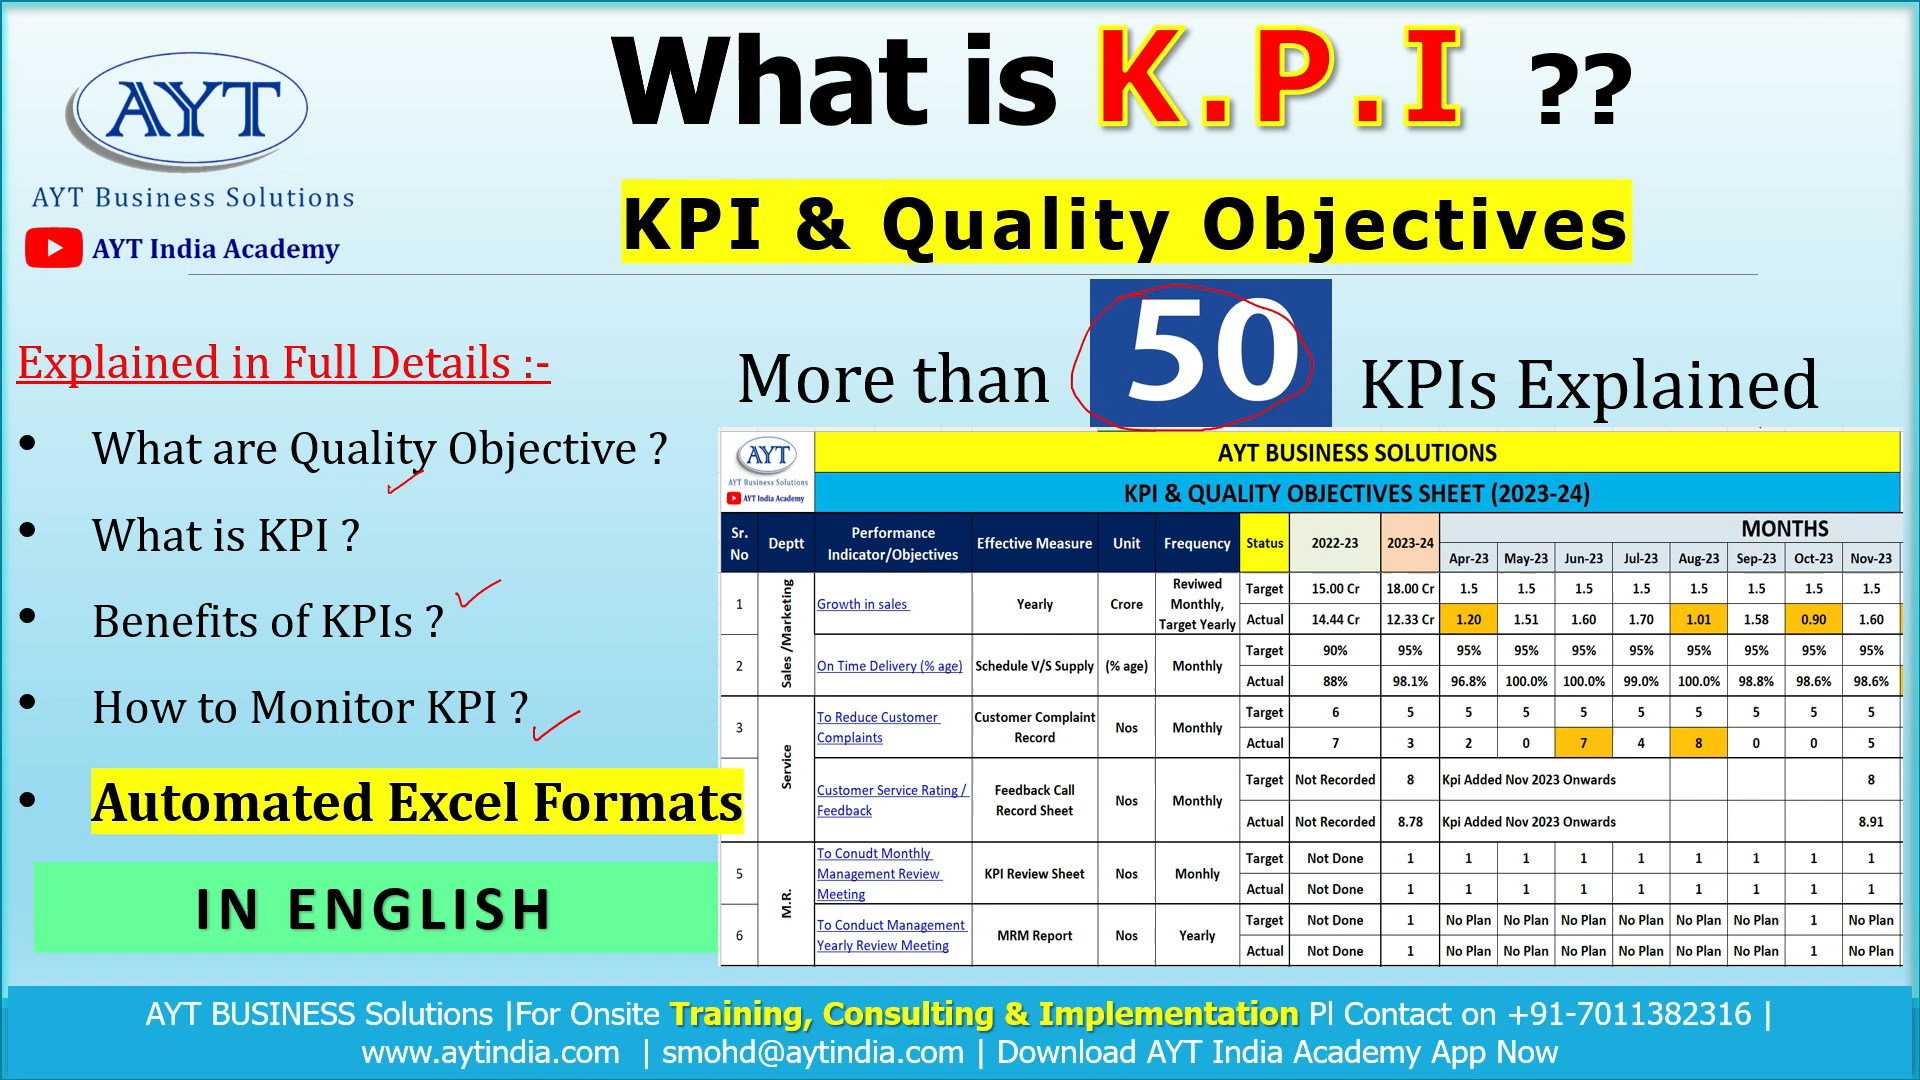 What is K.P.I ??
AYT
AYT Business Solutions
AYT India Academy
KPI & Quality Objectives
Explained in Full Details :-
More than 50 KPIs Explained
• What are Quality Objective ?
• What is KPI ?
• Benefits of KPIs ?
• How to Monitor KPI ?
• Automated Excel Formats
IN ENGLISH
AYT
AYT Business Solutions
AYT India Academy
AYT BUSINESS SOLUTIONS
KPI & QUALITY OBJECTIVES SHEET (2023-24)
Sr. No Deptt Performance Indicator/Objectives Effective Measure Unit Frequency Status 2022-23 2023-24 MONTHS
Apr-23 May-23 Jun-23 Jul-23 Aug-23 Sep-23 Oct-23 Nov-23
Sales /Marketing
1 Growth in sales Yearly Crore Reviwed Monthly, Target Yearly
Target 15.00 Cr 18.00 Cr 1.5 1.5 1.5 1.5 1.5 1.5 1.5 1.5
Actual 14.44 Cr 12.33 Cr 1.20 1.51 1.60 1.70 1.01 1.58 0.90 1.60
2 On Time Delivery (% age) Schedule V/S Supply (% age) Monthly
Target 90% 95% 95% 95% 95% 95% 95% 95% 95% 95%
Actual 88% 98.1% 96.8% 100.0% 100.0% 99.0% 100.0% 98.8% 98.6% 98.6%
Service
3 To Reduce Customer Complaints Customer Complaint Record Nos Monthly
Target 6 5 5 5 5 5 5 5 5 5
Actual 7 3 2 0 7 4 8 0 0 5
Customer Service Rating / Feedback Feedback Call Record Sheet Nos Monthly
Target Not Recorded 8 Kpi Added Nov 2023 Onwards 8
Actual Not Recorded 8.78 Kpi Added Nov 2023 Onwards 8.91
M.R.
5 To Conudt Monthly Management Review Meeting KPI Review Sheet Nos Monhly
Target Not Done 1 1 1 1 1 1 1 1 1
Actual Not Done 1 1 1 1 1 1 1 1 1
6 To Conduct Management Yearly Review Meeting MRM Report Nos Yearly
Target Not Done 1 No Plan No Plan No Plan No Plan No Plan No Plan 1 No Plan
Actual Not Done 1 No Plan No Plan No Plan No Plan No Plan No Plan 1 No Plan
AYT BUSINESS Solutions |For Onsite Training, Consulting & Implementation Pl Contact on +91-7011382316 |
www.aytindia.com | smohd@aytindia.com | Download AYT India Academy App Now